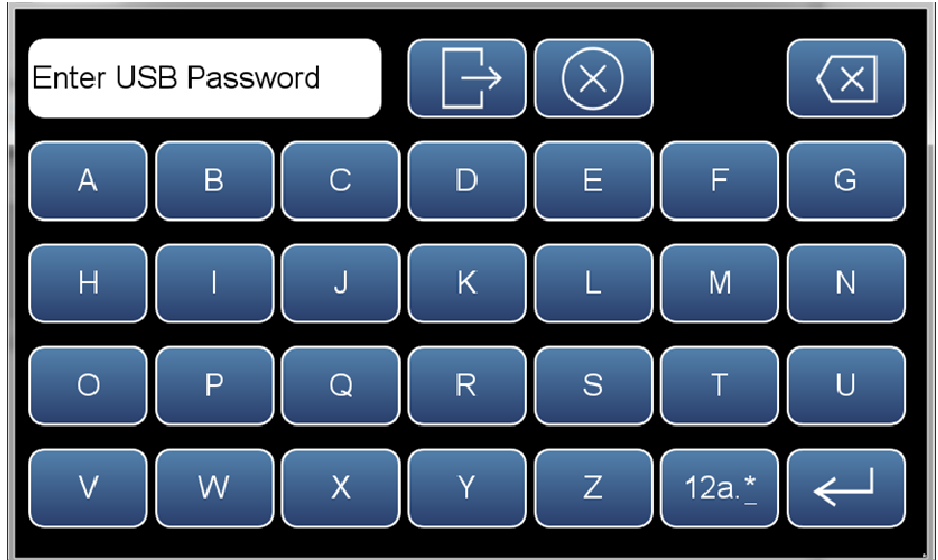 Enter USB Password
A B C D E F G
H I J K L M N
O P Q R S T U
V W X Y Z 12a.*_